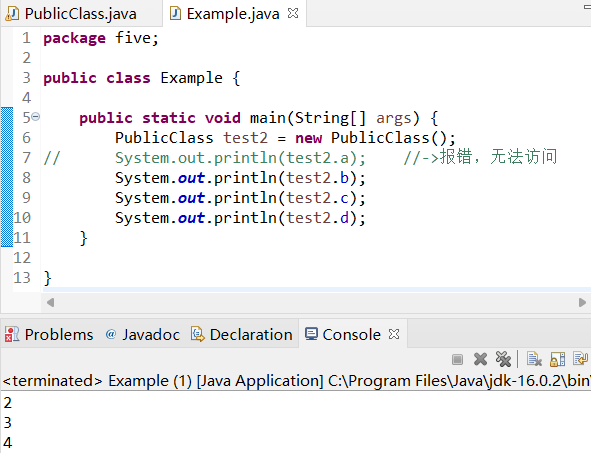 PublicClass.java Example.java
1 package five;
2
3 public class Example {
4
5 public static void main(String[] args) {
6 PublicClass test2 = new PublicClass();
7 // System.out.println(test2.a); //->报错，无法访问
8 System.out.println(test2.b);
9 System.out.println(test2.c);
10 System.out.println(test2.d);
11 }
12
13 }
Problems @ Javadoc Declaration Console
<terminated> Example (1) [Java Application] C:\Program Files\Java\jdk-16.0.2\bin\
2
3
4